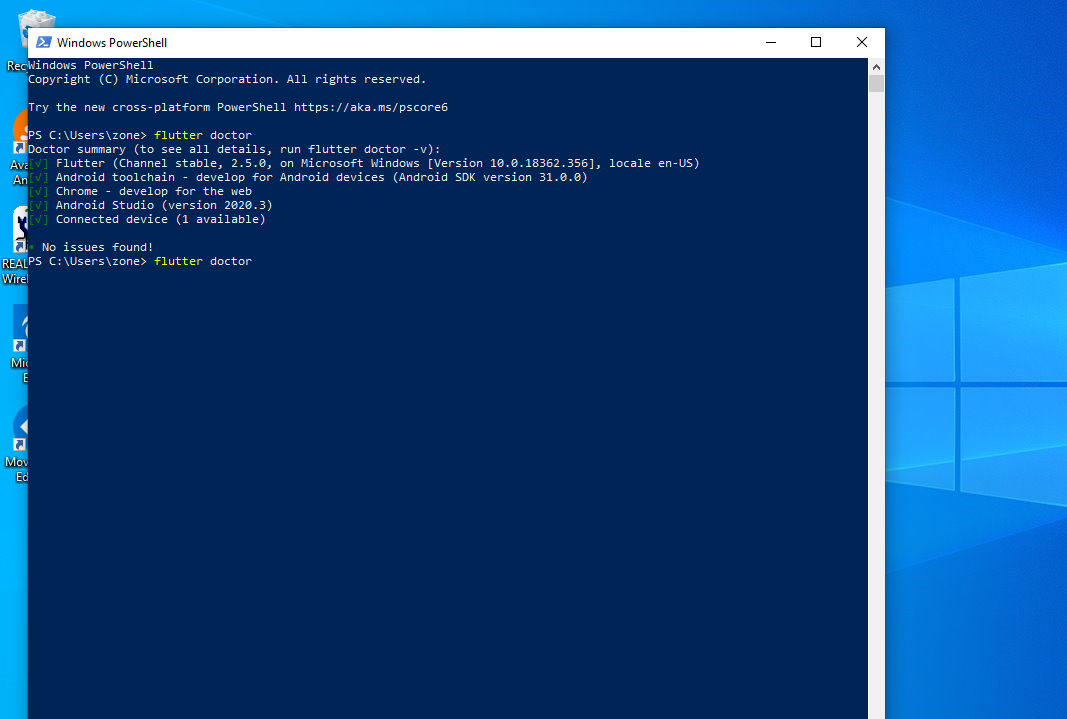 Windows PowerShell
Windows PowerShell
Copyright (C) Microsoft Corporation. All rights reserved.
Try the new cross-platform PowerShell https://aka.ms/pscore6
PS C:\Users\zone> flutter doctor
Doctor summary (to see all details, run flutter doctor -v):
[√] Flutter (Channel stable, 2.5.0, on Microsoft Windows [Version 10.0.18362.356], locale en-US)
[√] Android toolchain - develop for Android devices (Android SDK version 31.0.0)
[√] Chrome - develop for the web
[√] Android Studio (version 2020.3)
[√] Connected device (1 available)
• No issues found!
PS C:\Users\zone> flutter doctor
Rec
Ava
An
REAL
Wirel
Mic
E
Mov
Ed